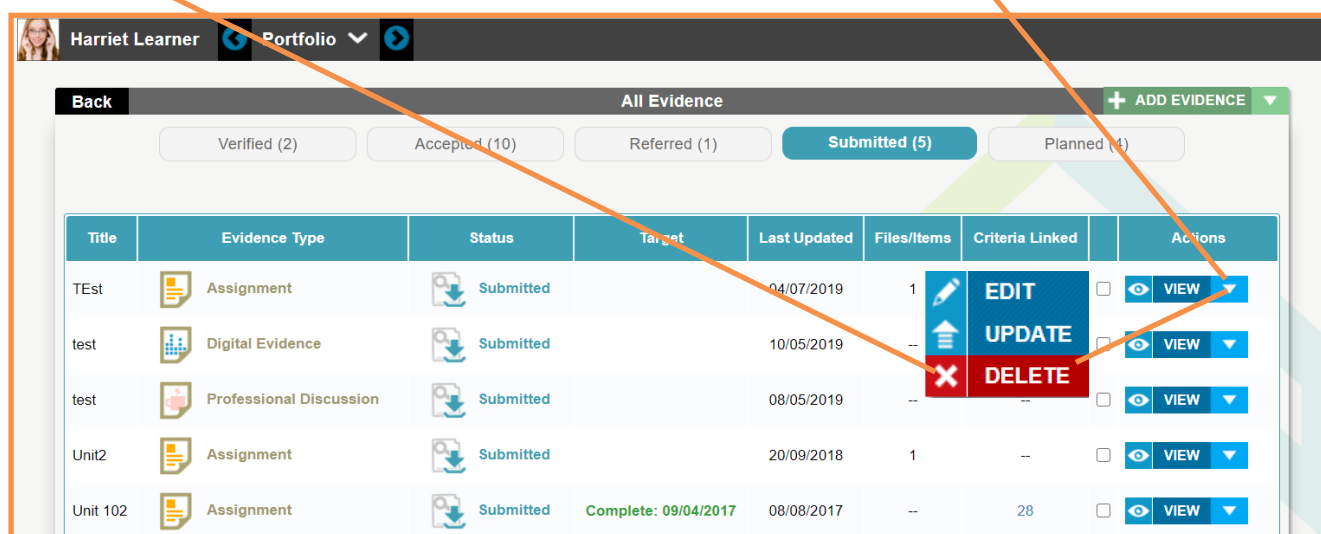 Harriet Learner Portfolio
Back All Evidence + ADD EVIDENCE
Verified (2) Accepted (10) Referred (1) Submitted (5) Planned (4)
Title Evidence Type Status Target Last Updated Files/Items Criteria Linked Actions
TEst Assignment Submitted 04/07/2019 1 EDIT VIEW
test Digital Evidence Submitted 10/05/2019 -- UPDATE VIEW
DELETE
test Professional Discussion Submitted 08/05/2019 -- -- VIEW
Unit2 Assignment Submitted 20/09/2018 1 -- VIEW
Unit 102 Assignment Submitted Complete: 09/04/2017 08/08/2017 -- 28 VIEW